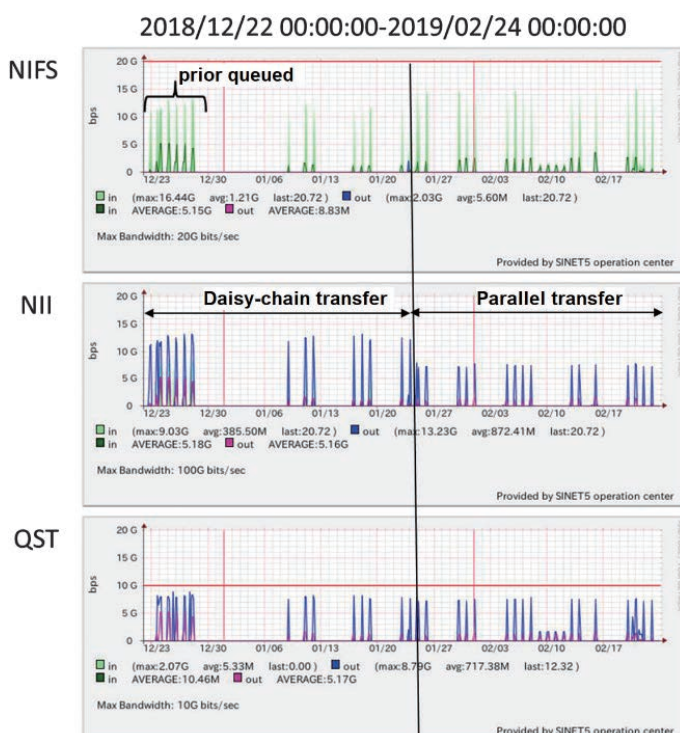 2018/12/22 00:00:00-2019/02/24 00:00:00
NIFS
20 G
15 G
10 G
5 G
0
bps
prior queued
12/23 12/30 01/06 01/13 01/20 01/27 02/03 02/10 02/17
in (max:16.44G avg:1.21G last:20.72 ) out (max:2.03G avg:5.60M last:20.72 )
in AVERAGE:5.15G out AVERAGE:8.83M
Max Bandwidth: 20G bits/sec
Provided by SINET5 operation center
NII
20 G
15 G
10 G
5 G
0
bps
Daisy-chain transfer Parallel transfer
12/23 12/30 01/06 01/13 01/20 01/27 02/03 02/10 02/17
in (max:9.03G avg:385.50M last:20.72 ) out (max:13.23G avg:872.41M last:20.72 )
in AVERAGE:5.18G out AVERAGE:5.16G
Max Bandwidth: 100G bits/sec
Provided by SINET5 operation center
QST
20 G
15 G
10 G
5 G
0
bps
12/23 12/30 01/06 01/13 01/20 01/27 02/03 02/10 02/17
in (max:2.07G avg:5.33M last:0.00 ) out (max:8.79G avg:717.38M last:12.32 )
in AVERAGE:10.46M out AVERAGE:5.17G
Max Bandwidth: 10G bits/sec
Provided by SINET5 operation center